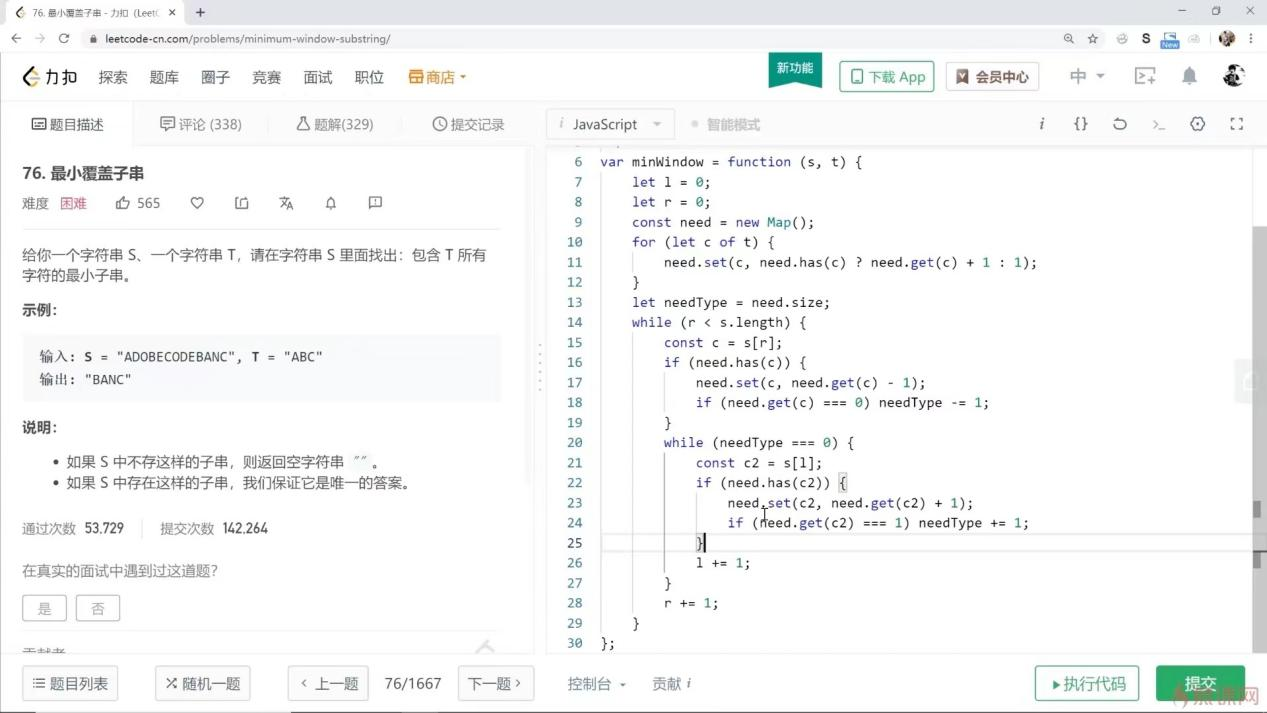 76. 最小覆盖子串 - 力扣 (LeetC
leetcode-cn.com/problems/minimum-window-substring/
New
力扣 探索 题库 圈子 竞赛 面试 职位 商店 新功能 下载 App 会员中心 中
题目描述 评论 (338) 题解(329) 提交记录
i JavaScript 智能模式 i {} >_
76. 最小覆盖子串
难度 困难 565
给你一个字符串 S、一个字符串 T,请在字符串 S 里面找出:包含 T 所有
字符的最小子串。
示例:
输入: S = "ADOBECODEBANC", T = "ABC"
输出: "BANC"
说明:
• 如果 S 中不存这样的子串,则返回空字符串 ""。
• 如果 S 中存在这样的子串,我们保证它是唯一的答案。
通过次数 53,729 提交次数 142,264
在真实的面试中遇到过这道题?
是 否
贡献者
6 var minWindow = function (s, t) {
7 let l = 0;
8 let r = 0;
9 const need = new Map();
10 for (let c of t) {
11 need.set(c, need.has(c) ? need.get(c) + 1 : 1);
12 }
13 let needType = need.size;
14 while (r < s.length) {
15 const c = s[r];
16 if (need.has(c)) {
17 need.set(c, need.get(c) - 1);
18 if (need.get(c) === 0) needType -= 1;
19 }
20 while (needType === 0) {
21 const c2 = s[l];
22 if (need.has(c2)) {
23 need.set(c2, need.get(c2) + 1);
24 if (need.get(c2) === 1) needType += 1;
25 }
26 l += 1;
27 }
28 r += 1;
29 }
30 };
题目列表 随机一题 上一题 76/1667 下一题 控制台 贡献 i 执行代码 提交
慕课网